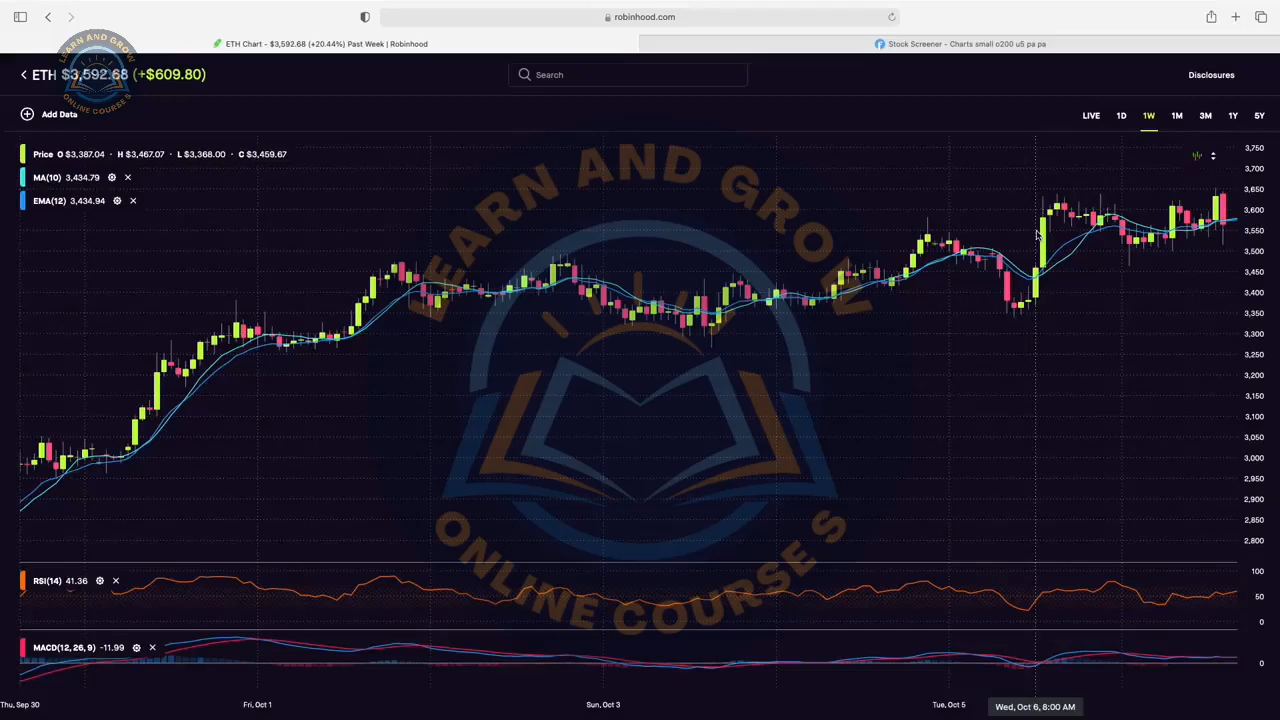 robinhood.com
ETH Chart - $3,592.68 (+20.44%) Past Week | Robinhood
Stock Screener - Charts small o200 u5 pa pa
LEARN AND GROW
ONLINE COURSES
ETH $3,592.68 (+$609.80)
Search
Disclosures
Add Data
LIVE 1D 1W 1M 3M 1Y 5Y
Price O $3,387.04 · H $3,467.07 · L $3,368.00 · C $3,459.67
MA(10) 3,434.79
EMA(12) 3,434.94
3,750
3,700
3,650
3,600
3,550
3,500
3,450
3,400
3,350
3,300
3,250
3,200
3,150
3,100
3,050
3,000
2,950
2,900
2,850
2,800
LEARN AND GROW
ONLINE COURSES
RSI(14) 41.36
100
50
0
MACD(12, 26, 9) -11.99
0
Thu, Sep 30
Fri, Oct 1
Sun, Oct 3
Tue, Oct 5
Wed, Oct 6, 8:00 AM